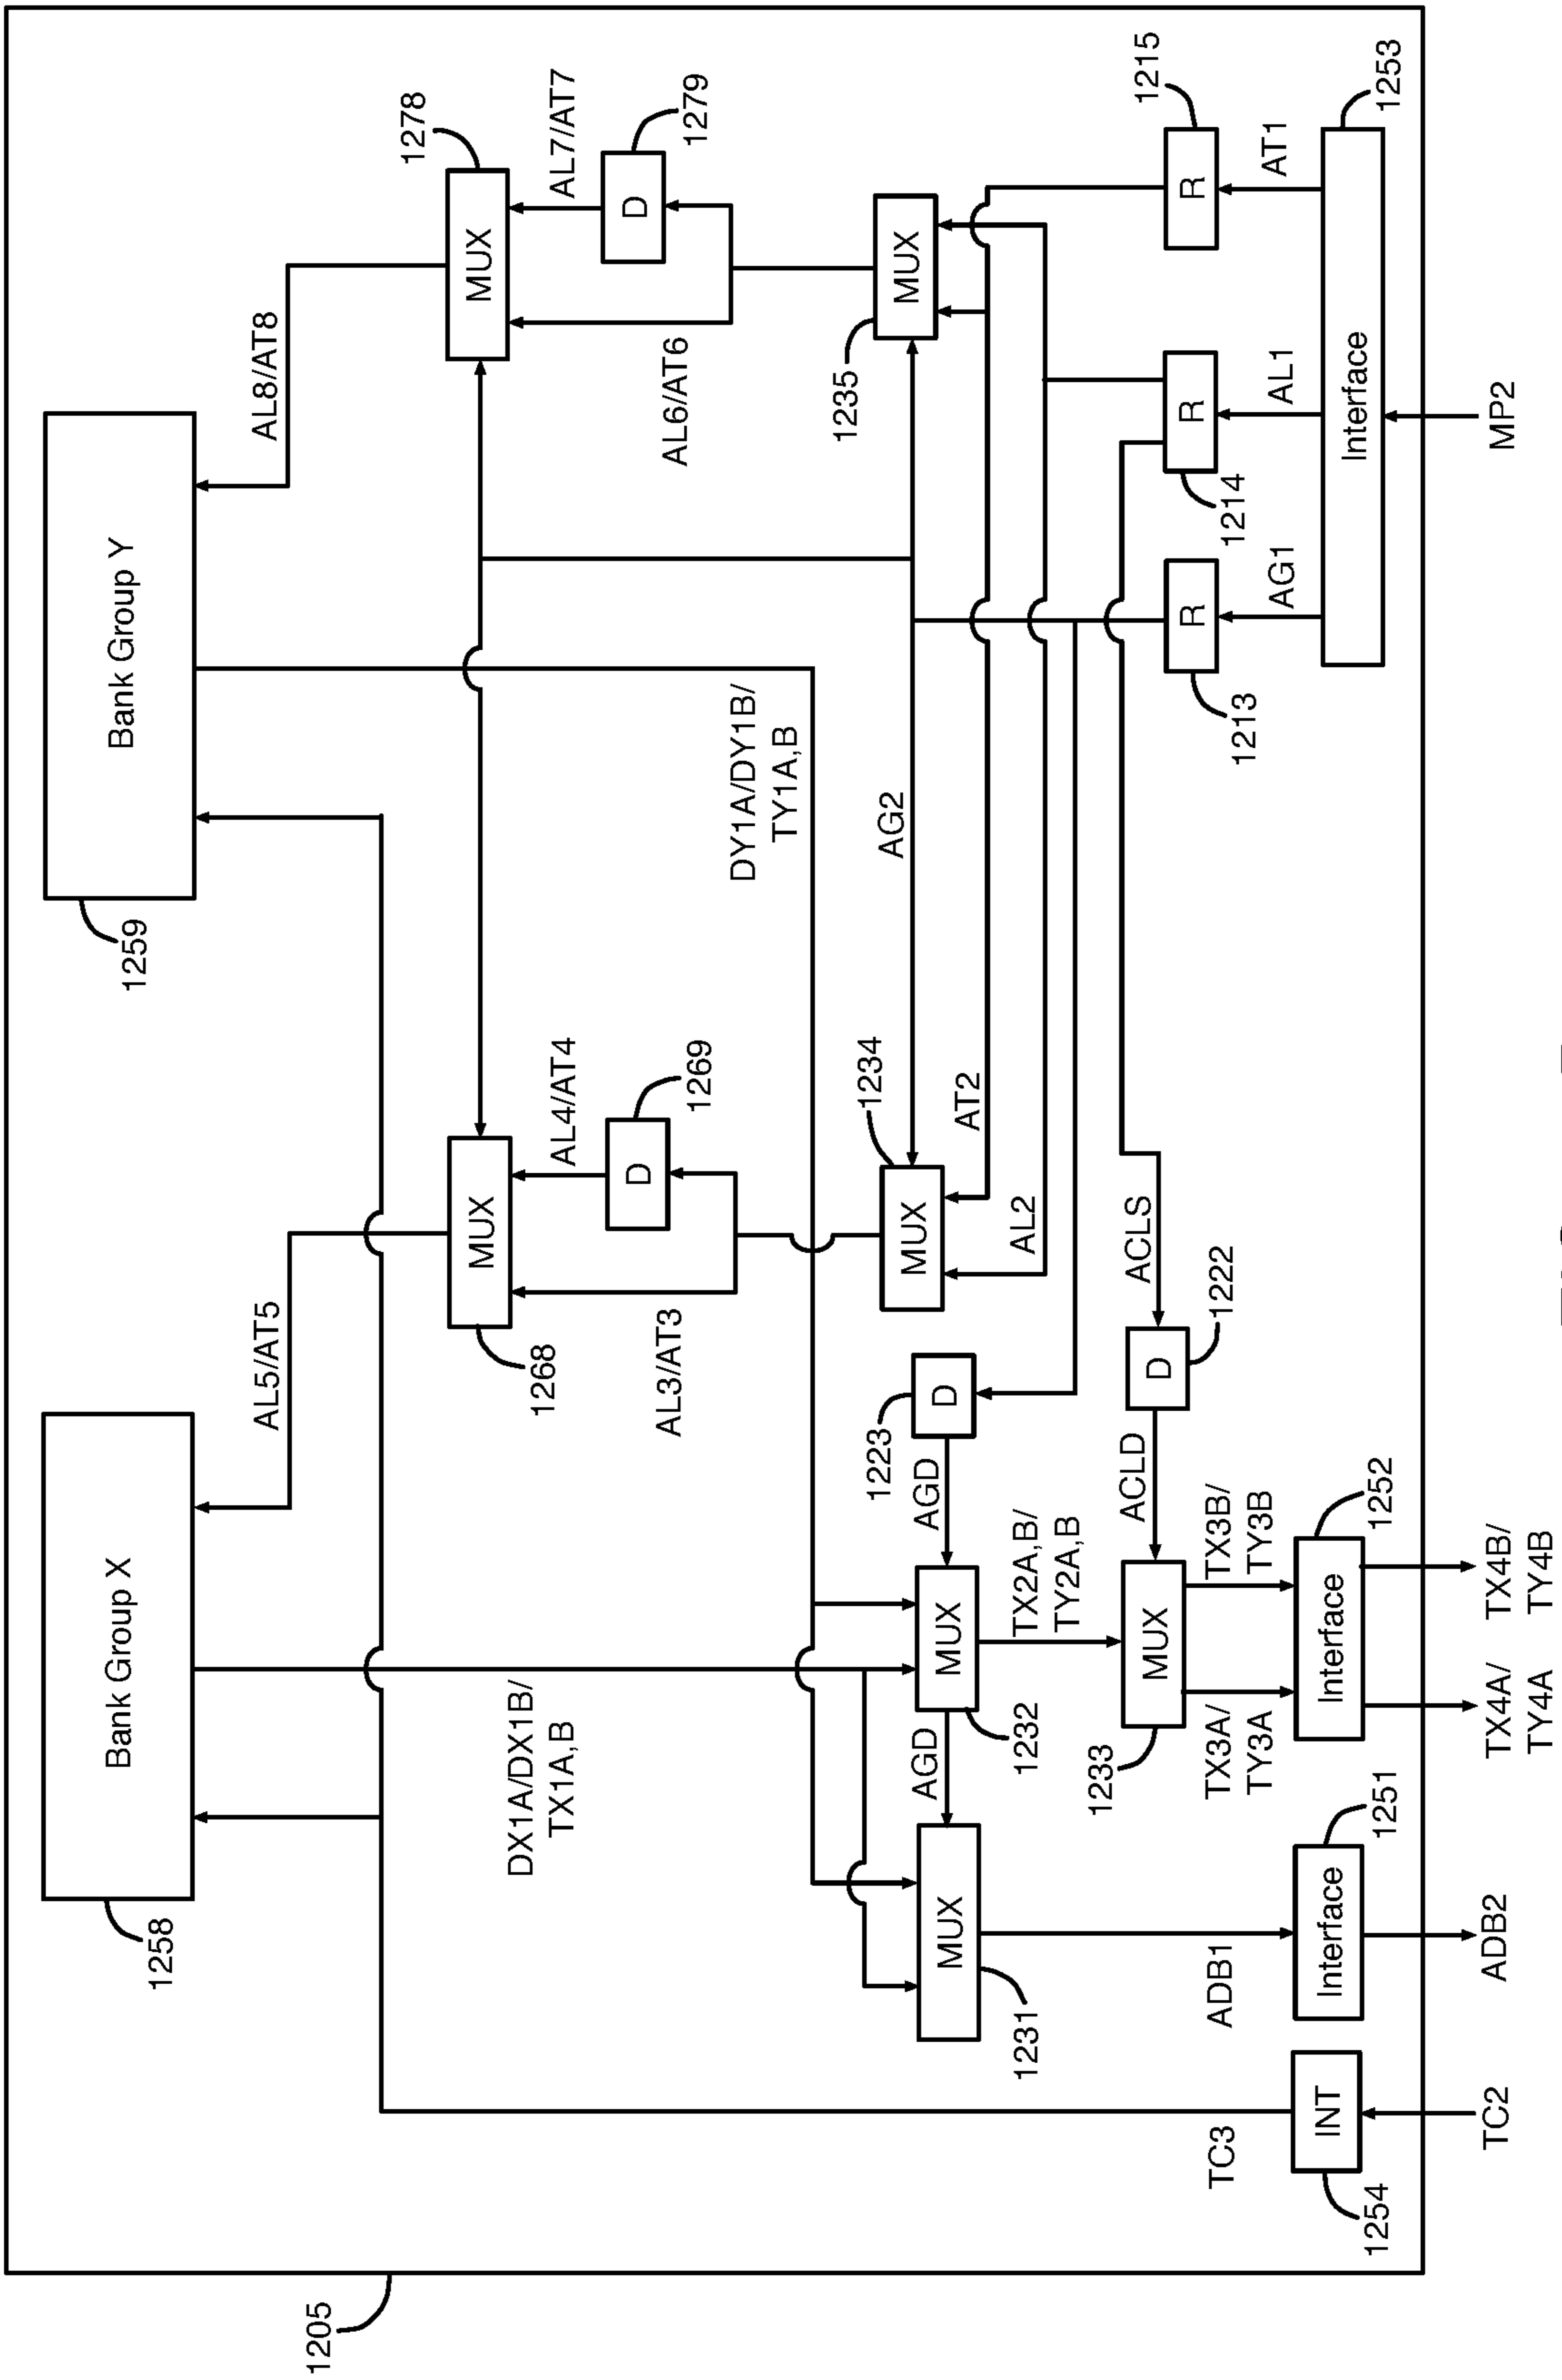 1205
1258
Bank Group X
1259
Bank Group Y
AL5/AT5
AL8/AT8
1278
MUX
1268
MUX
AL4/AT4
AL7/AT7
DX1A/DX1B/
TX1A,B
AL3/AT3
D
1269
AL6/AT6
D
1279
DY1A/DY1B/
TY1A,B
1223
1234
AG2
1235
MUX
1231
MUX
AGD
1232
MUX
AGD
D
MUX
AT2
TX2A,B/
TY2A,B
AL2
1233
MUX
ACLD
D
1222
ACLS
TC3
ADB1
TX3A/
TY3A
TX3B/
TY3B
1213
R
1214
R
R
1215
AG1
AL1
AT1
1254
INT
Interface
1251
Interface
1252
Interface
1253
TC2
ADB2
TX4A/
TY4A
TX4B/
TY4B
MP2